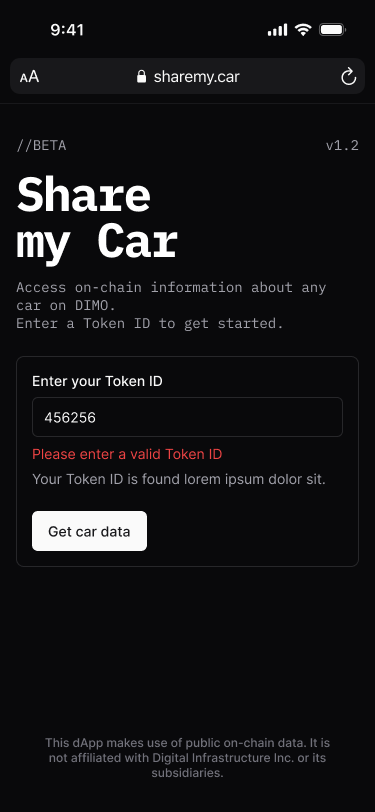 9:41
AA
sharemy.car
//BETA
v1.2
Share
my Car
Access on-chain information about any
car on DIMO.
Enter a Token ID to get started.
Enter your Token ID
456256
Please enter a valid Token ID
Your Token ID is found lorem ipsum dolor sit.
Get car data
This dApp makes use of public on-chain data. It is
not affiliated with Digital Infrastructure Inc. or its
subsidiaries.